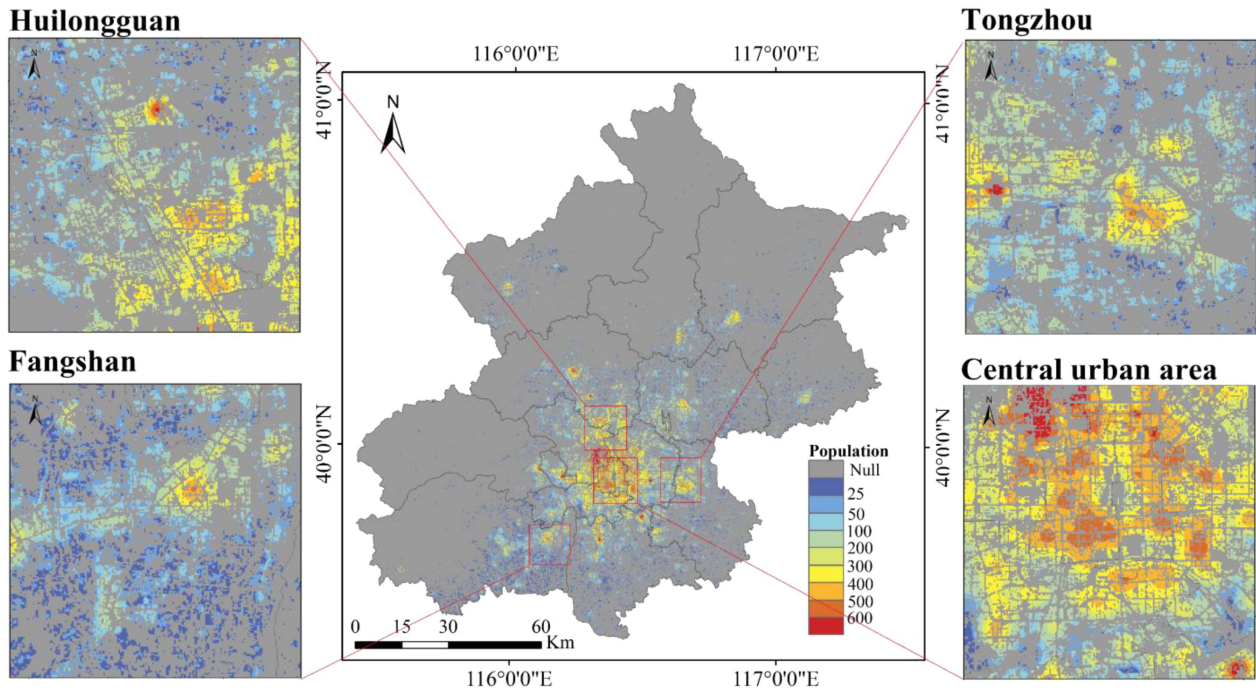 Huilongguan
Tongzhou
116°0'0"E
117°0'0"E
N
N
N
41°0'0"N
41°0'0"N
Fangshan
Central urban area
N
N
40°0'0"N
40°0'0"N
Population
Null
25
50
100
200
300
400
500
600
0 15 30 60
Km
116°0'0"E
117°0'0"E